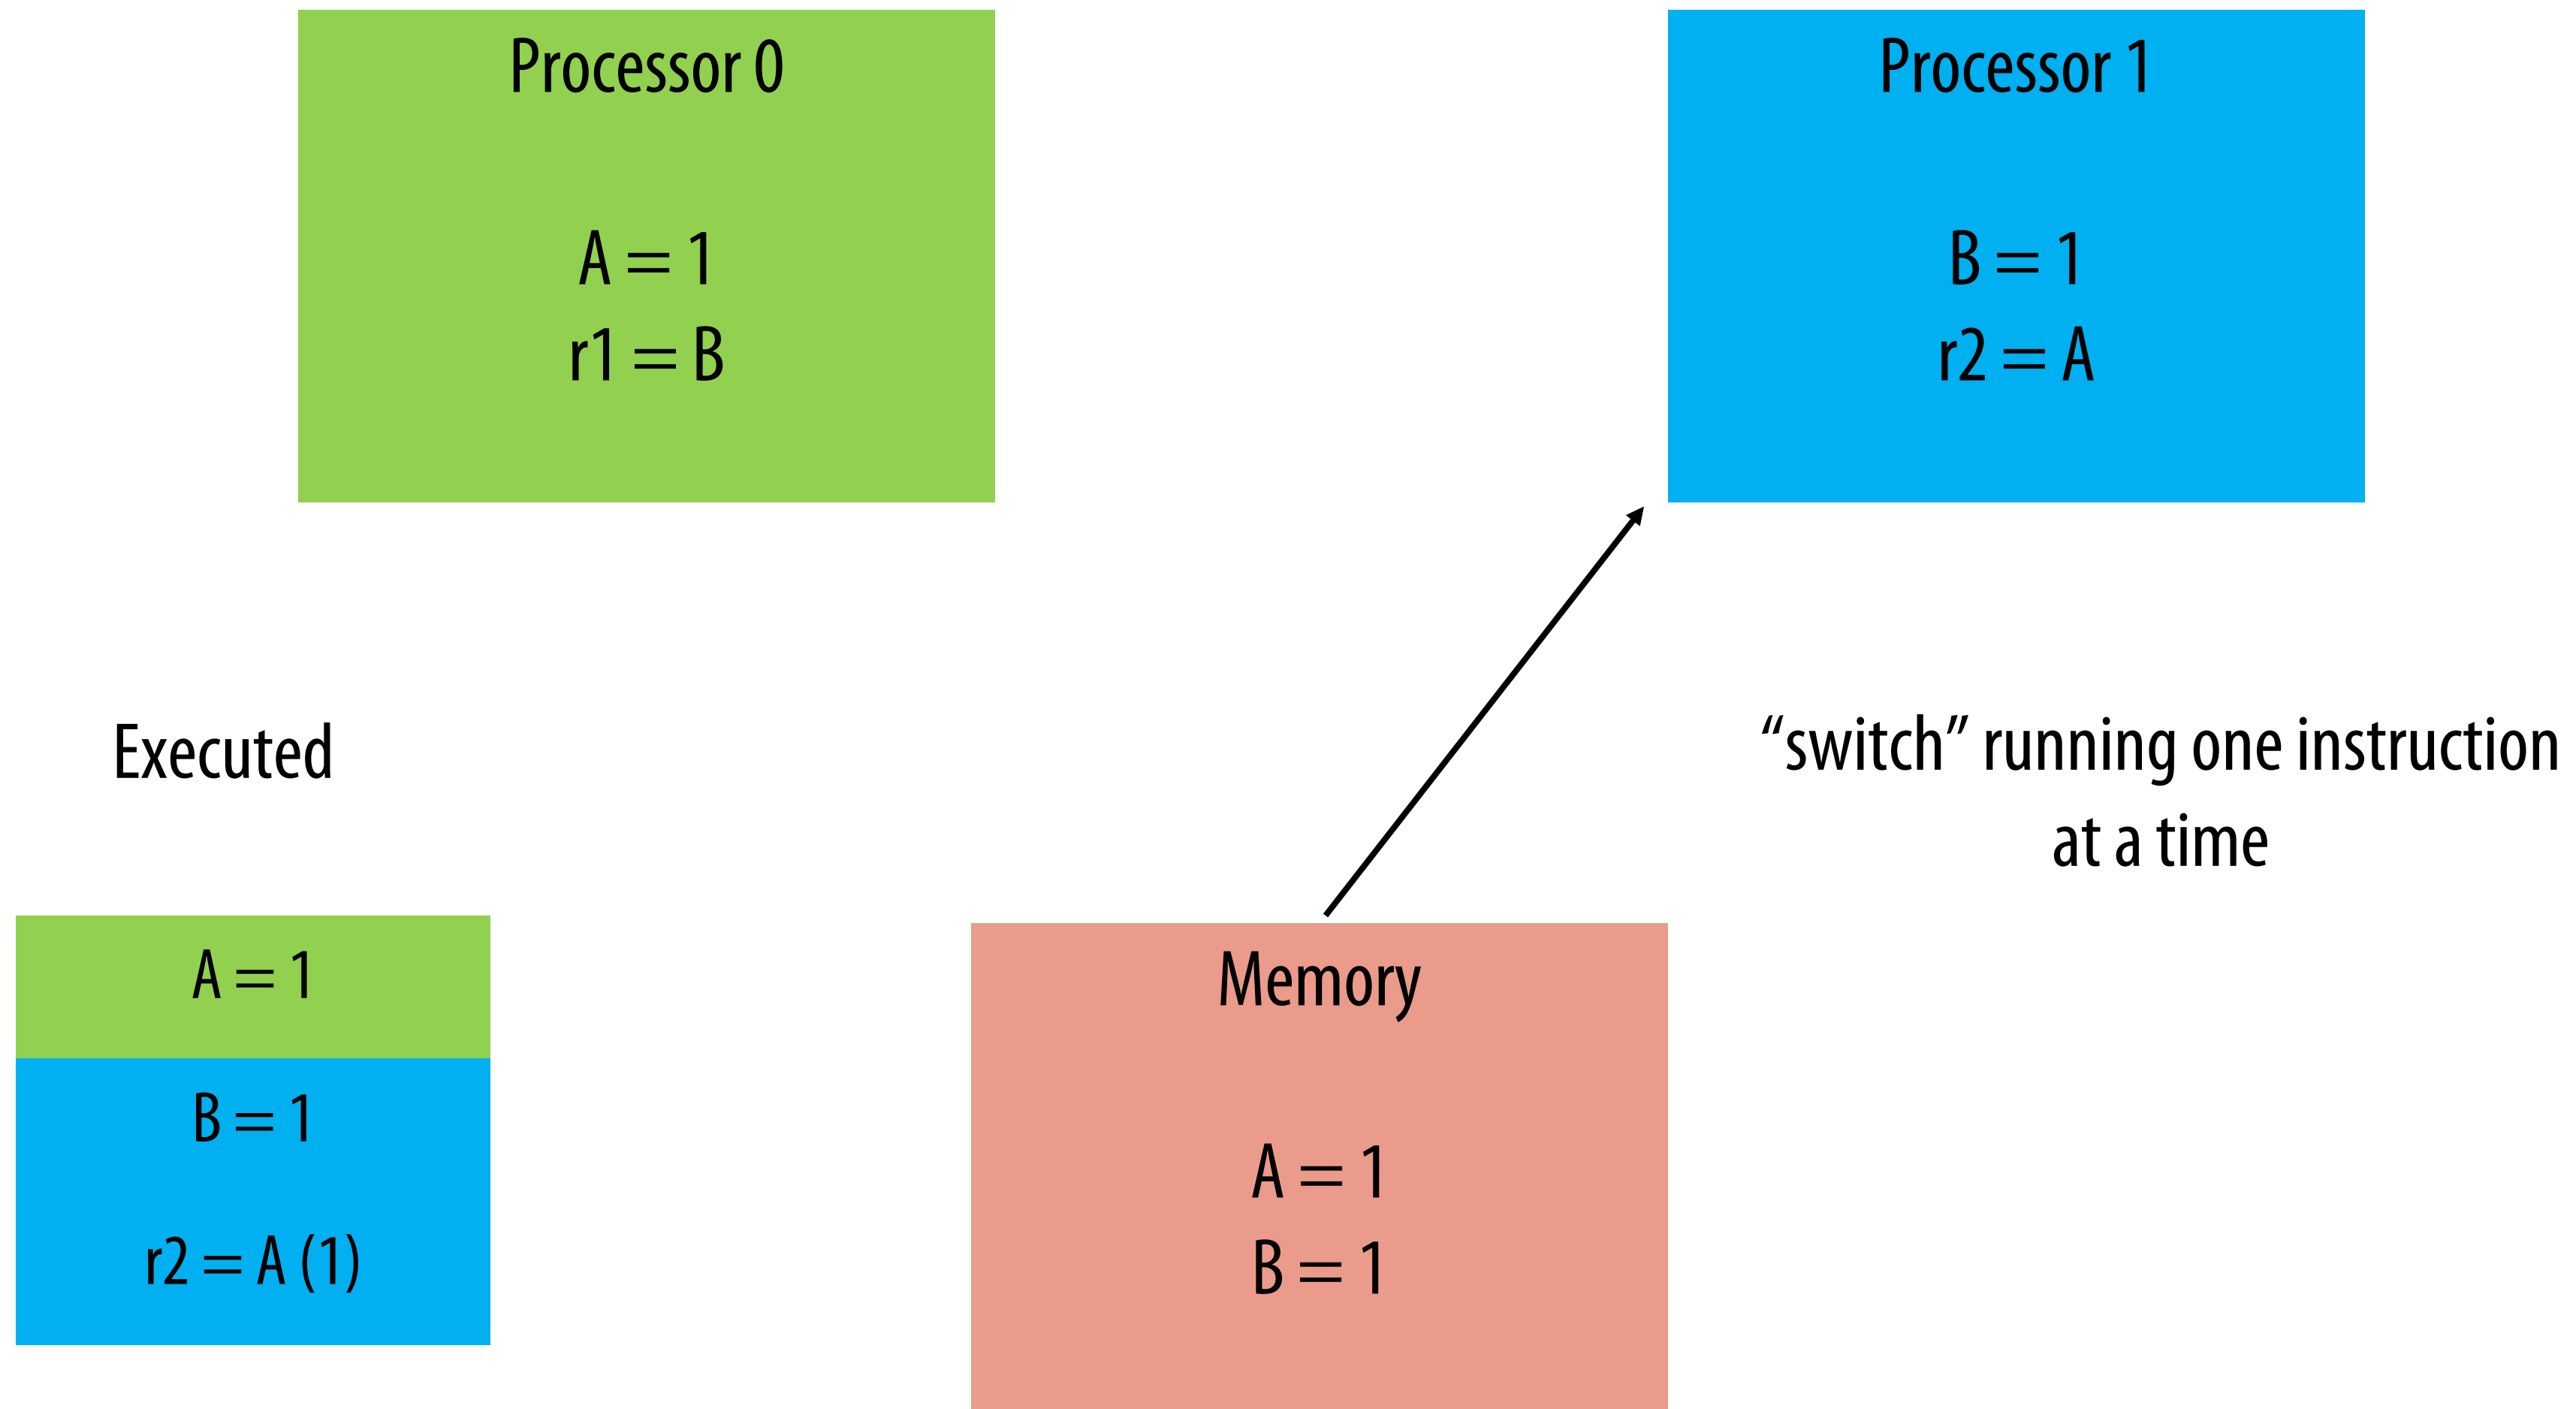 Processor 0
A = 1
r1 = B
Processor 1
B = 1
r2 = A
Executed
A = 1
B = 1
r2 = A (1)
Memory
A = 1
B = 1
“switch” running one instruction
at a time